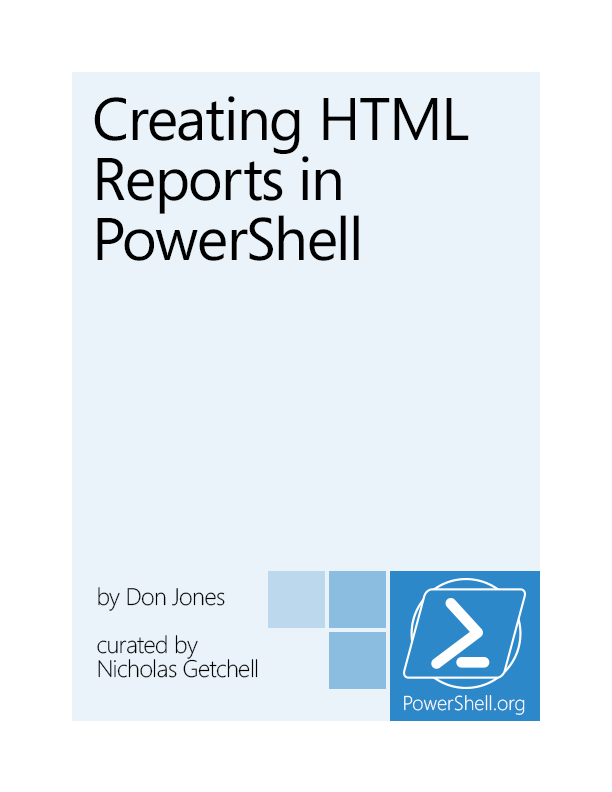 Creating HTML
Reports in
PowerShell
by Don Jones
curated by
Nicholas Getchell
PowerShell.org